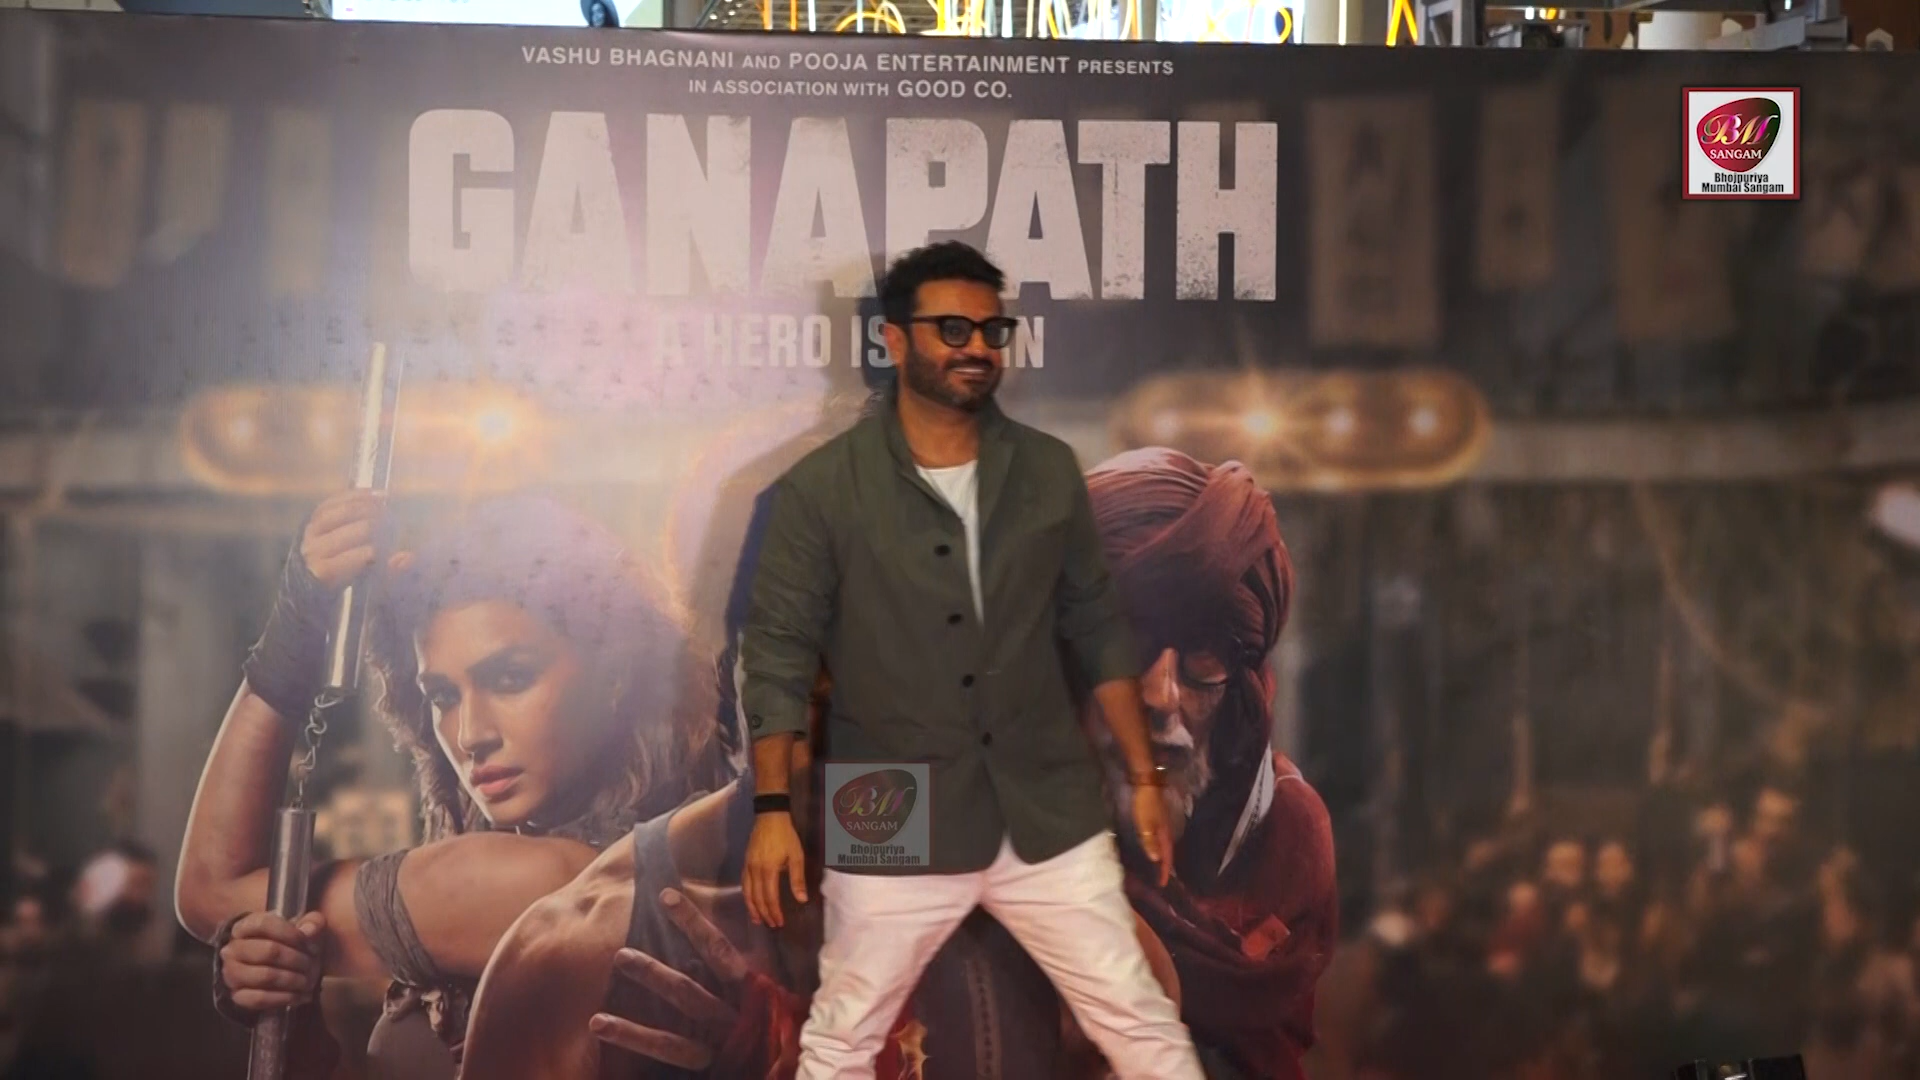 VASHU BHAGNANI AND POOJA ENTERTAINMENT PRESENTS
IN ASSOCIATION WITH GOOD CO.
GANAPATH
A HERO IS
BM
SANGAM
Bhojpuriya
Mumbai Sangam
BM
SANGAM
Bhojpuriya
Mumbai Sangam